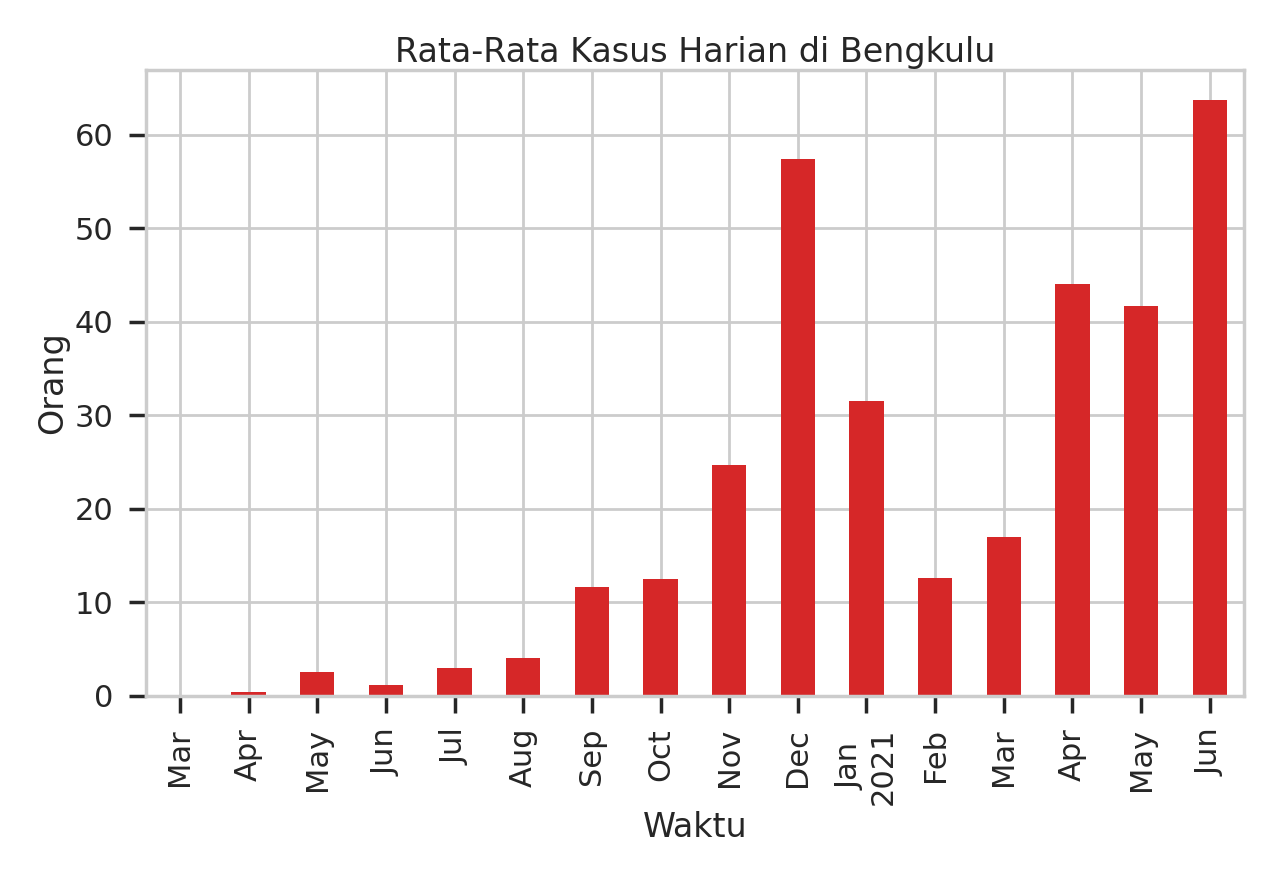 Rata-Rata Kasus Harian di Bengkulu
60
50
40
30
20
10
0
Orang
Mar
Apr
May
Jun
Jul
Aug
Sep
Oct
Nov
Dec
Jan
2021
Feb
Mar
Apr
May
Jun
Waktu